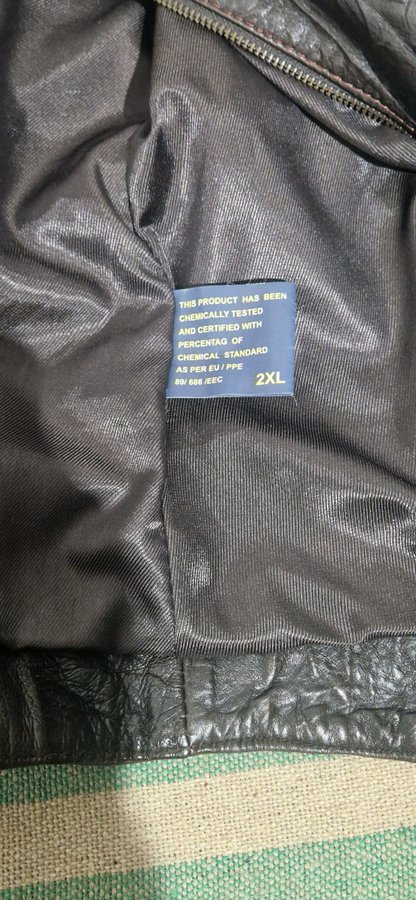 THIS PRODUCT HAS BEEN
CHEMICALLY TESTED
AND CERTIFIED WITH
PERCENTAG OF
CHEMICAL STANDARD
AS PER EU / PPE
89/ 686 /EEC 2XL